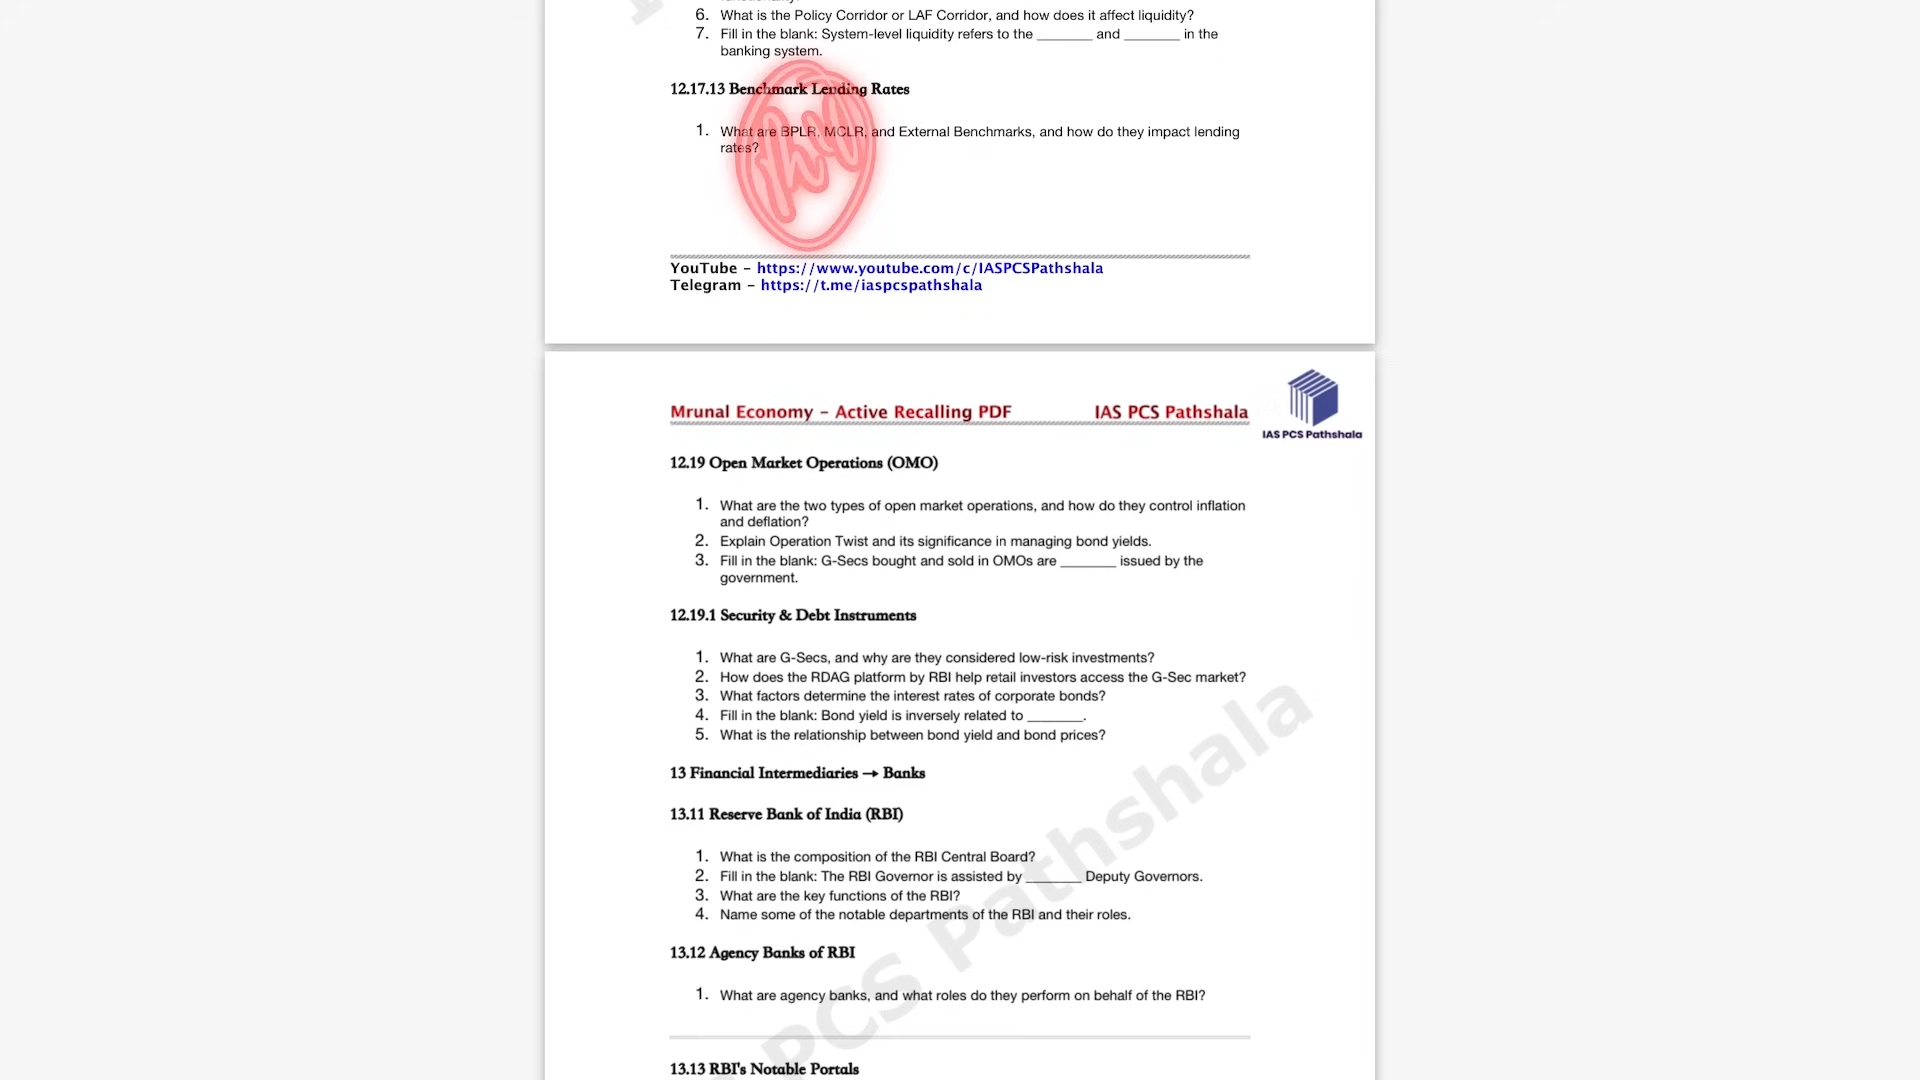 6. What is the Policy Corridor or LAF Corridor, and how does it affect liquidity?
7. Fill in the blank: System-level liquidity refers to the _______ and _______ in the
banking system.
12.17.13 Benchmark Lending Rates
1. What are BPLR, MCLR, and External Benchmarks, and how do they impact lending
rates?
YouTube – https://www.youtube.com/c/IASPCSPathshala
Telegram – https://t.me/iaspcspathshala
Mrunal Economy – Active Recalling PDF IAS PCS Pathshala
IAS PCS Pathshala
12.19 Open Market Operations (OMO)
1. What are the two types of open market operations, and how do they control inflation
and deflation?
2. Explain Operation Twist and its significance in managing bond yields.
3. Fill in the blank: G-Secs bought and sold in OMOs are _______ issued by the
government.
12.19.1 Security & Debt Instruments
1. What are G-Secs, and why are they considered low-risk investments?
2. How does the RDAG platform by RBI help retail investors access the G-Sec market?
3. What factors determine the interest rates of corporate bonds?
4. Fill in the blank: Bond yield is inversely related to _______.
5. What is the relationship between bond yield and bond prices?
13 Financial Intermediaries → Banks
13.11 Reserve Bank of India (RBI)
1. What is the composition of the RBI Central Board?
2. Fill in the blank: The RBI Governor is assisted by _______ Deputy Governors.
3. What are the key functions of the RBI?
4. Name some of the notable departments of the RBI and their roles.
13.12 Agency Banks of RBI
1. What are agency banks, and what roles do they perform on behalf of the RBI?
13.13 RBI's Notable Portals
PCS Pathshala